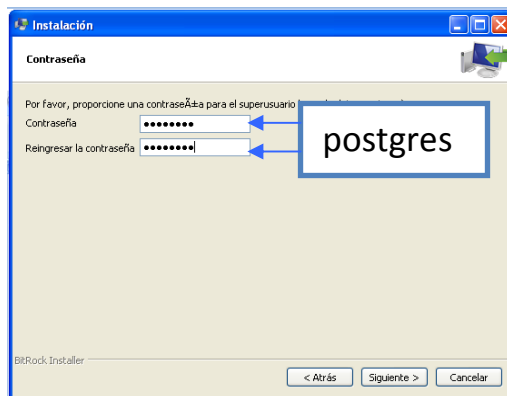 Instalación
Contraseña
Por favor, proporcione una contraseÃ±a para el superusuario
Contraseña ••••••••
Reingresar la contraseña ••••••••
postgres
BitRock Installer
< Atrás Siguiente > Cancelar